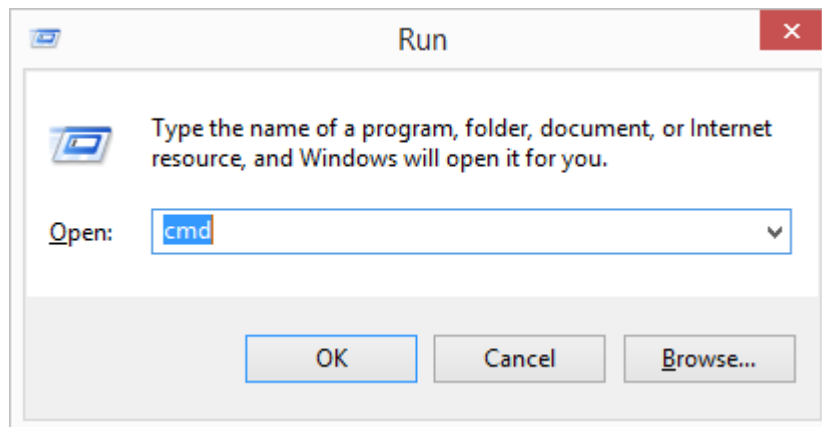 Run
Type the name of a program, folder, document, or Internet
resource, and Windows will open it for you.
Open: cmd
OK Cancel Browse...